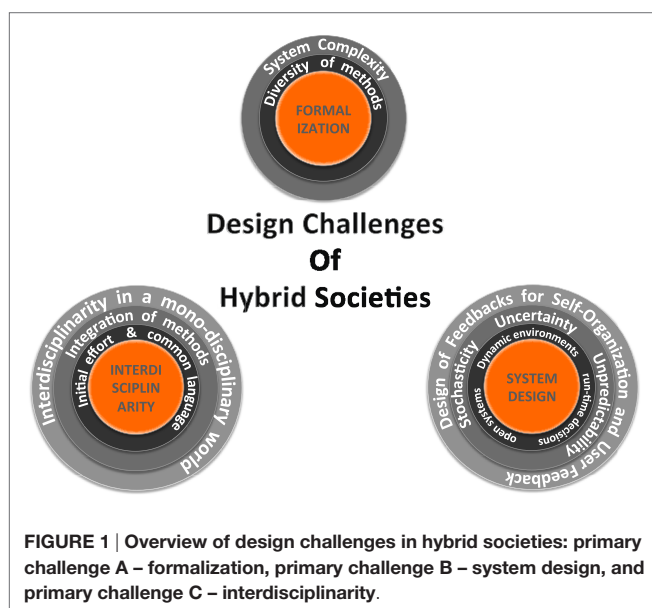 System Complexity
Diversity of methods
FORMAL
IZATION
Design Challenges
Of
Hybrid Societies
Interdisciplinarity in a mono-disciplinary world
Integration of methods
Initial effort & common language
INTERDI
SCIPLIN
ARITY
Design of Feedbacks for Self-Organization and User Feedback
Stochasticity Uncertainty Unpredictability
open systems Dynamic environments run-time decisions
SYSTEM
DESIGN
FIGURE 1 | Overview of design challenges in hybrid societies: primary
challenge A – formalization, primary challenge B – system design, and
primary challenge C – interdisciplinarity.